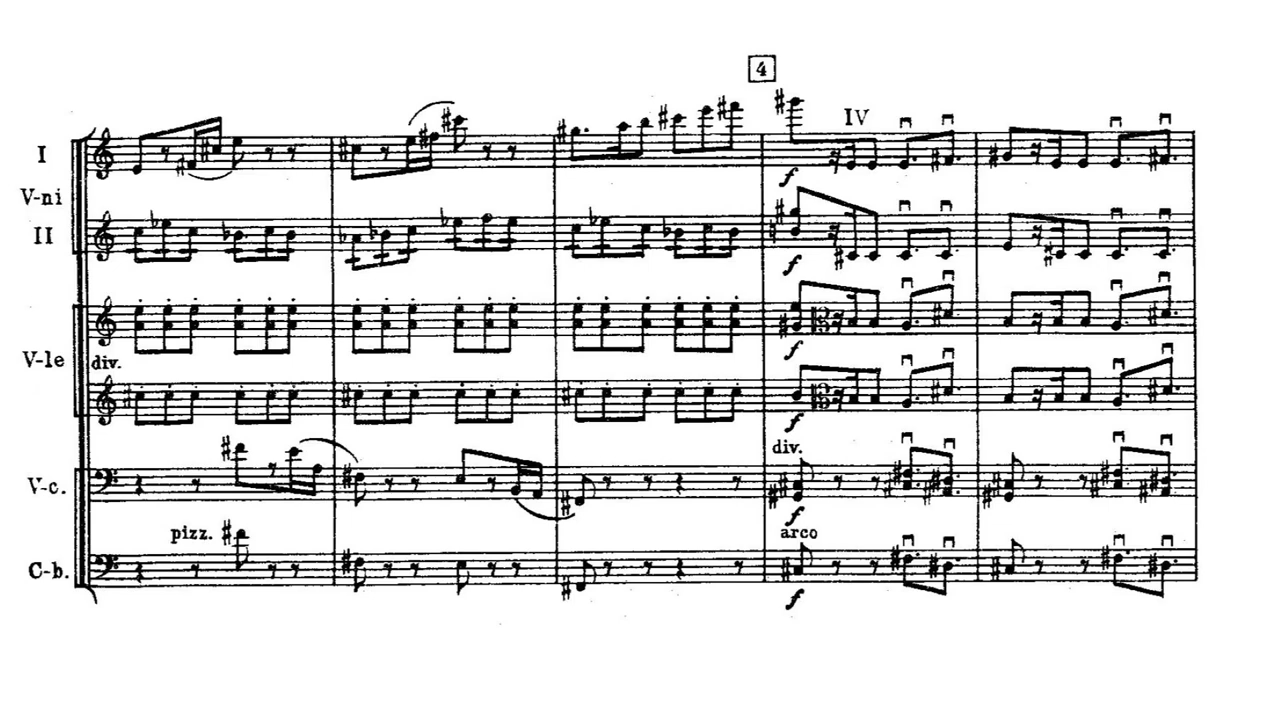 4
I
IV
V-ni
II
f
f
V-le
div.
f
f
div.
V-c.
f
pizz.
arco
C-b.
f